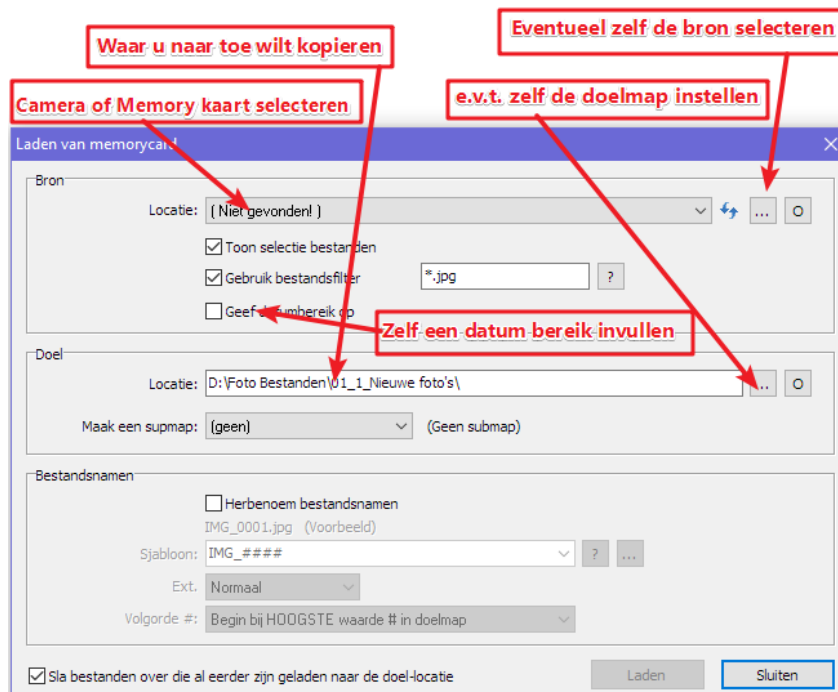 Eventueel zelf de bron selecteren
Waar u naar toe wilt kopieren
Camera of Memory kaart selecteren
e.v.t. zelf de doelmap instellen
Laden van memorycard
Bron
Locatie: ( Niet gevonden! ) ... O
Toon selectie bestanden
Gebruik bestandsfilter *.jpg ?
Geef datumbereik op
Zelf een datum bereik invullen
Doel
Locatie: D:\Foto Bestanden\01_1_Nieuwe foto's\ ... O
Maak een supmap: (geen) (Geen submap)
Bestandsnamen
Herbenoem bestandsnamen
IMG_0001.jpg (Voorbeeld)
Sjabloon: IMG_#### ? ...
Ext. Normaal
Volgorde #: Begin bij HOOGSTE waarde # in doelmap
Sla bestanden over die al eerder zijn geladen naar de doel-locatie Laden Sluiten